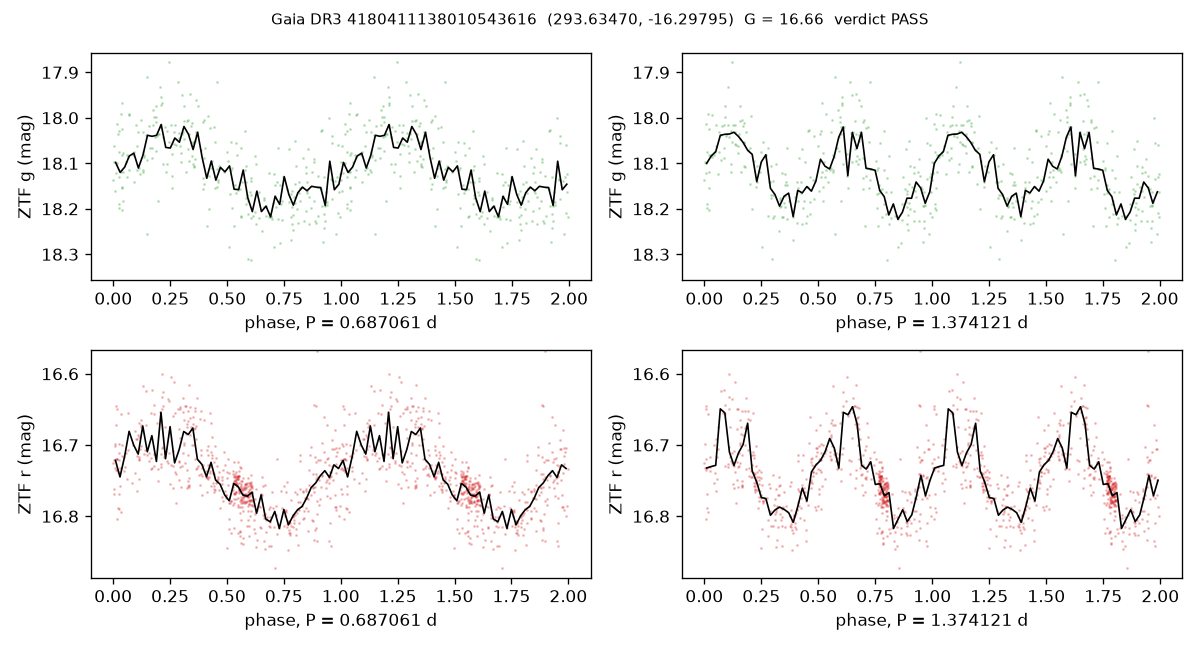 Gaia DR3 4180411138010543616 (293.63470, -16.29795) G = 16.66 verdict PASS
ZTF g (mag)
17.9
18.0
18.1
18.2
18.3
0.00 0.25 0.50 0.75 1.00 1.25 1.50 1.75 2.00
phase, P = 0.687061 d
ZTF g (mag)
17.9
18.0
18.1
18.2
18.3
0.00 0.25 0.50 0.75 1.00 1.25 1.50 1.75 2.00
phase, P = 1.374121 d
ZTF r (mag)
16.6
16.7
16.8
0.00 0.25 0.50 0.75 1.00 1.25 1.50 1.75 2.00
phase, P = 0.687061 d
ZTF r (mag)
16.6
16.7
16.8
0.00 0.25 0.50 0.75 1.00 1.25 1.50 1.75 2.00
phase, P = 1.374121 d